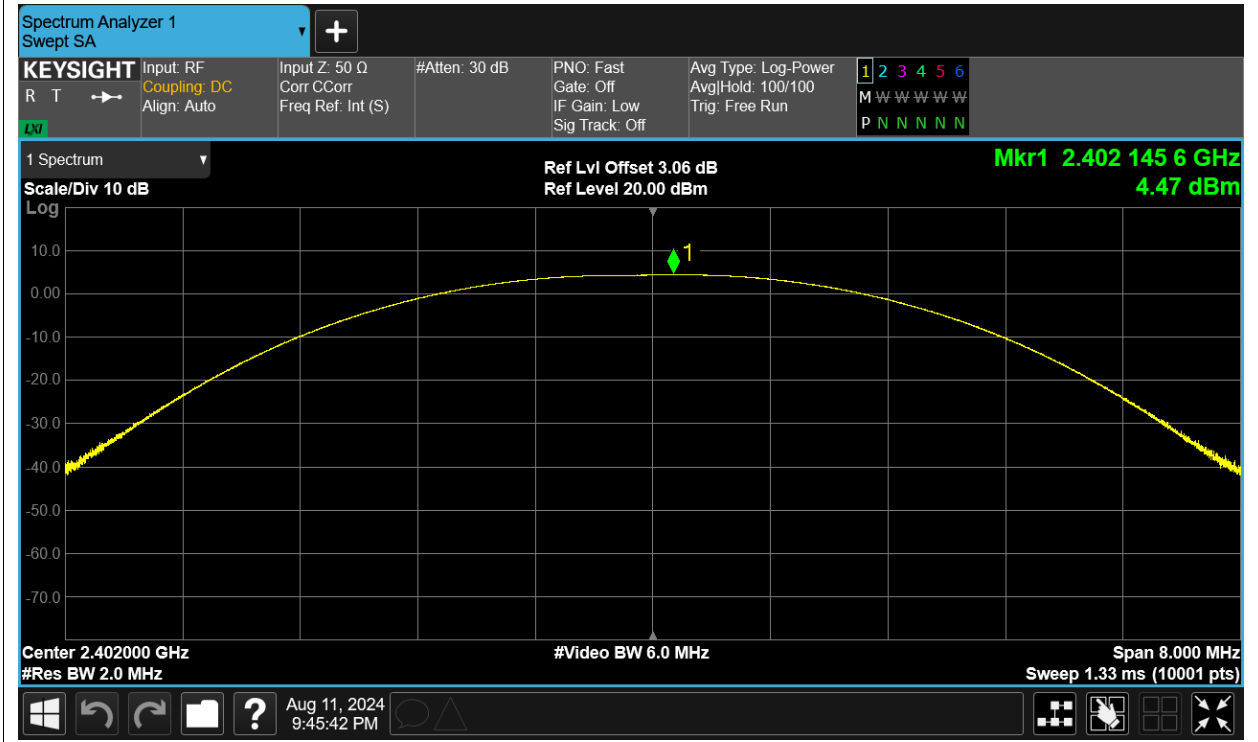 Spectrum Analyzer 1
Swept SA
▼
+
KEYSIGHT
R T
LXI
Input: RF
Coupling: DC
Align: Auto
Input Z: 50 Ω
Corr CCorr
Freq Ref: Int (S)
#Atten: 30 dB
PNO: Fast
Gate: Off
IF Gain: Low
Sig Track: Off
Avg Type: Log-Power
Avg|Hold: 100/100
Trig: Free Run
1 2 3 4 5 6
M W W W W W
P N N N N N
1 Spectrum
▼
Scale/Div 10 dB
Log
Ref Lvl Offset 3.06 dB
Ref Level 20.00 dBm
Mkr1 2.402 145 6 GHz
4.47 dBm
1
10.0
0.00
-10.0
-20.0
-30.0
-40.0
-50.0
-60.0
-70.0
Center 2.402000 GHz
#Video BW 6.0 MHz
Span 8.000 MHz
#Res BW 2.0 MHz
Sweep 1.33 ms (10001 pts)
?
Aug 11, 2024
9:45:42 PM